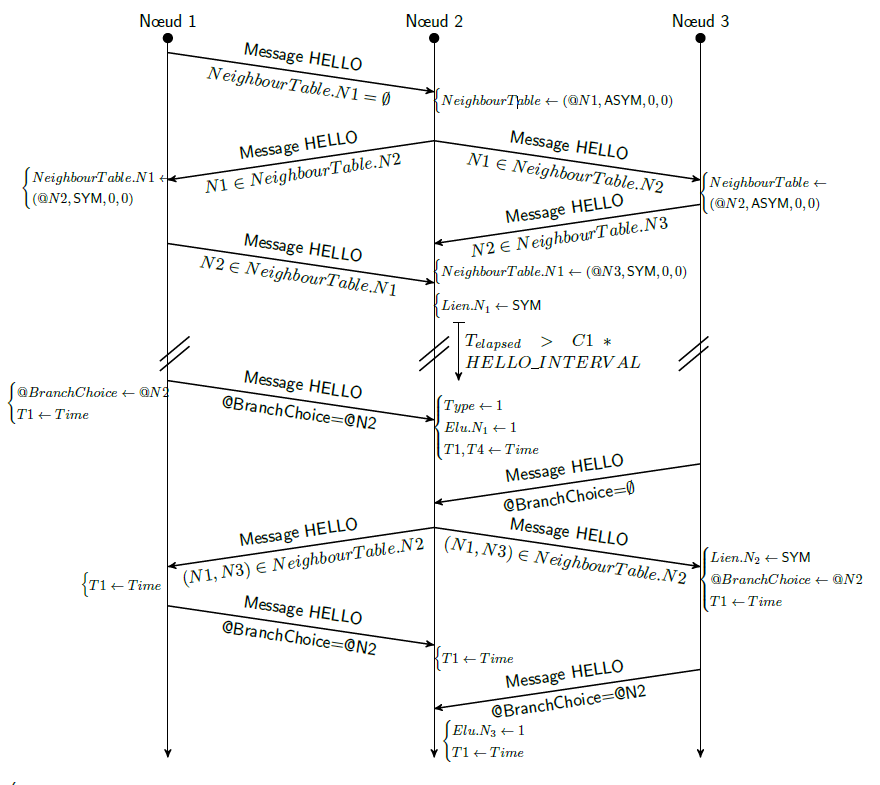 Nœud 1
Nœud 2
Nœud 3
Message HELLO
NeighbourTable.N1 = ∅
NeighbourTable ← (@N1, ASYM, 0, 0)
Message HELLO
N1 ∈ NeighbourTable.N2
Message HELLO
N1 ∈ NeighbourTable.N2
NeighbourTable.N1 ←
(@N2, SYM, 0, 0)
NeighbourTable ←
(@N2, ASYM, 0, 0)
Message HELLO
N2 ∈ NeighbourTable.N3
Message HELLO
N2 ∈ NeighbourTable.N1
NeighbourTable.N1 ← (@N3, SYM, 0, 0)
Lien.N₁ ← SYM
T_elapsed > C1 *
HELLO_INTERVAL
@BranchChoice ← @N2
T1 ← Time
Message HELLO
@BranchChoice=@N2
Type ← 1
Elu.N₁ ← 1
T1, T4 ← Time
Message HELLO
@BranchChoice=∅
Message HELLO
(N1, N3) ∈ NeighbourTable.N2
Message HELLO
(N1, N3) ∈ NeighbourTable.N2
T1 ← Time
Lien.N₂ ← SYM
@BranchChoice ← @N2
T1 ← Time
Message HELLO
@BranchChoice=@N2
T1 ← Time
Message HELLO
@BranchChoice=@N2
Elu.N₃ ← 1
T1 ← Time